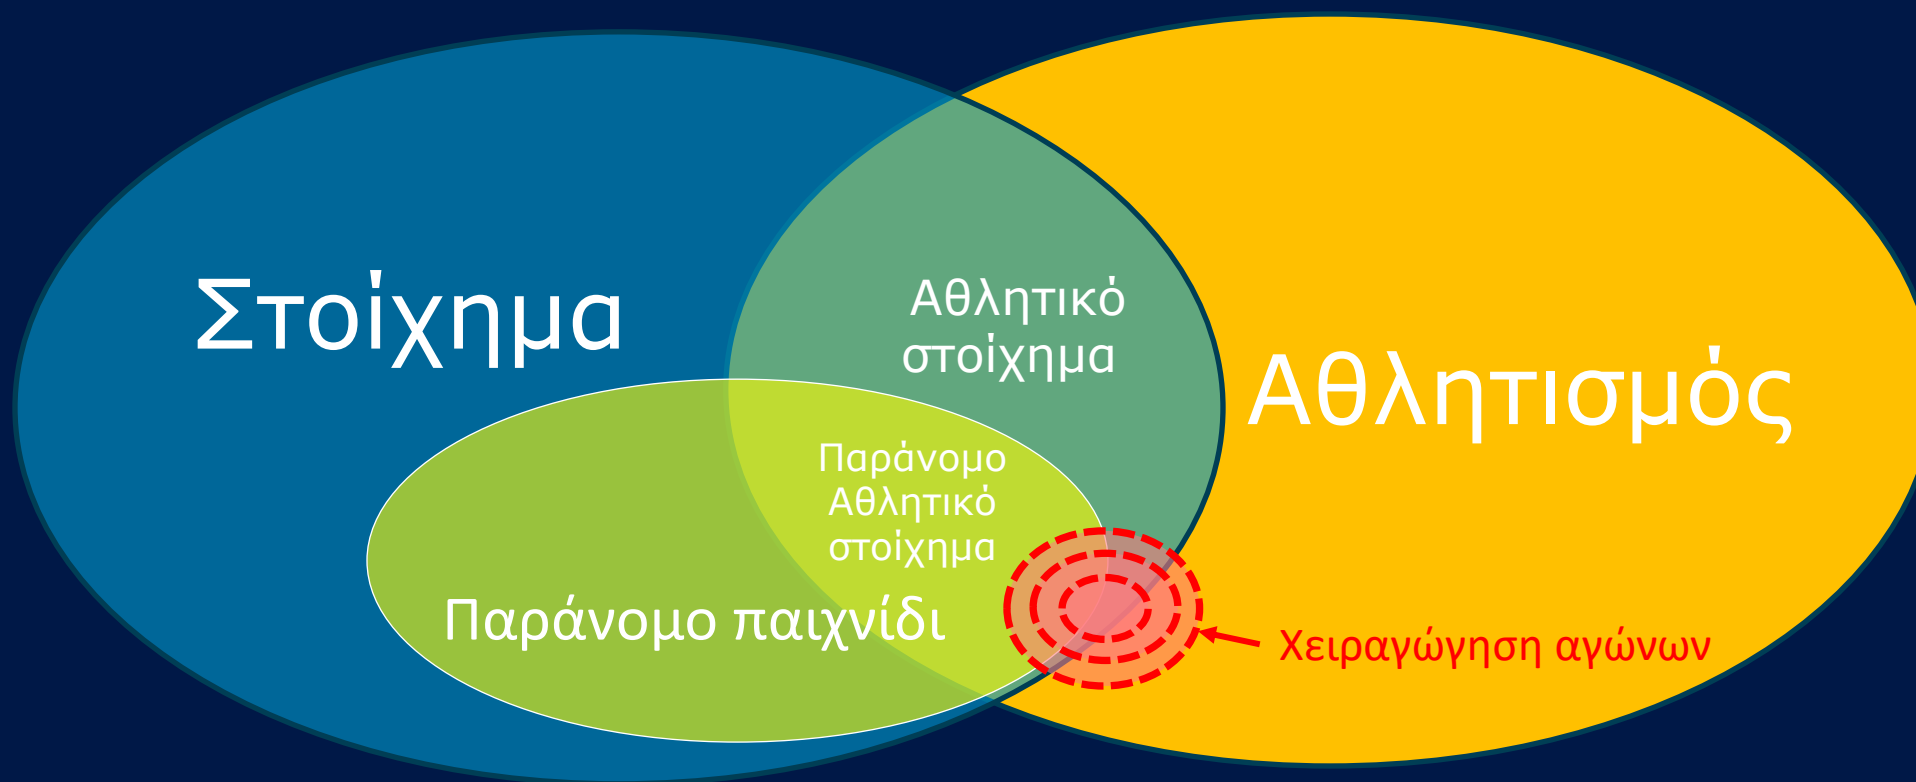 Στοίχημα
Αθλητικό
στοίχημα
Αθλητισμός
Παράνομο
Αθλητικό
στοίχημα
Παράνομο παιχνίδι
Χειραγώγηση αγώνων